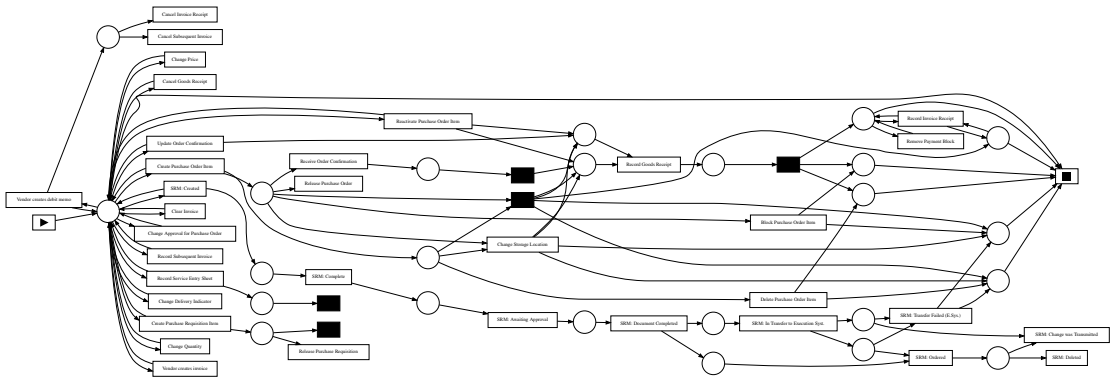 Cancel Invoice Receipt
Cancel Subsequent Invoice
Change Price
Cancel Goods Receipt
Reactivate Purchase Order Item
Record Invoice Receipt
Remove Payment Block
Update Order Confirmation
Create Purchase Order Item
Receive Order Confirmation
Record Goods Receipt
Release Purchase Order
SRM: Created
Vendor creates debit memo
Clear Invoice
Block Purchase Order Item
Change Approval for Purchase Order
Change Storage Location
Record Subsequent Invoice
Record Service Entry Sheet
SRM: Complete
Change Delivery Indicator
Delete Purchase Order Item
Create Purchase Requisition Item
SRM: Awaiting Approval
SRM: Document Completed
SRM: In Transfer to Execution Syst.
SRM: Transfer Failed (E.Sys.)
SRM: Change was Transmitted
Change Quantity
Release Purchase Requisition
SRM: Ordered
SRM: Deleted
Vendor creates invoice